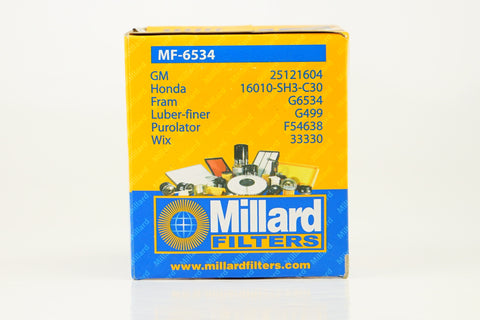 MF-6534
GM 25121604
Honda 16010-SH3-C30
Fram G6534
Luber-finer G499
Purolator F54638
Wix 33330
Millard
FILTERS
www.millardfilters.com